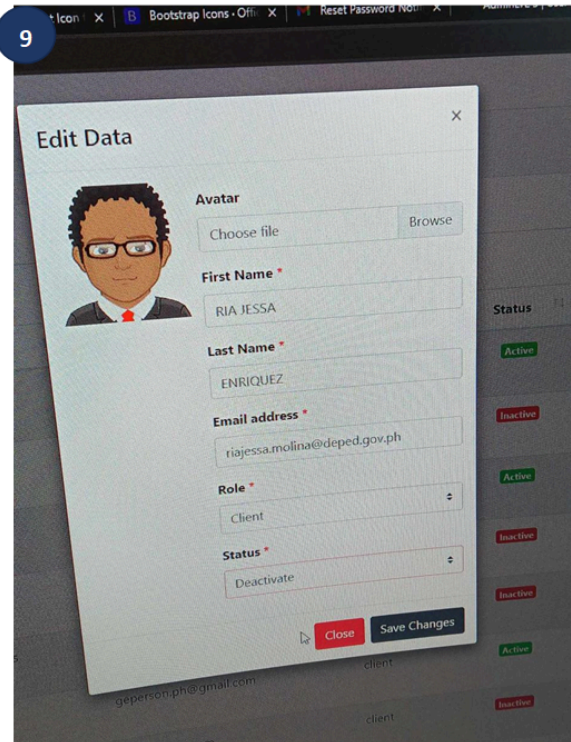 9
Icon
B Bootstrap Icons · Offi
Reset Password Noti
Edit Data
Avatar
Choose file
Browse
First Name *
RIA JESSA
Last Name *
ENRIQUEZ
Email address *
riajessa.molina@deped.gov.ph
Role *
Client
Status *
Deactivate
Close
Save Changes
Status
Active
Inactive
Active
Inactive
Inactive
Active
Inactive
geperson.ph@gmail.com
client
client